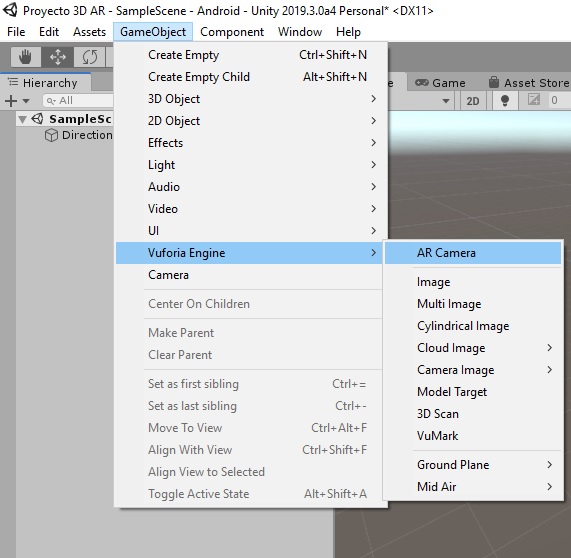 Proyecto 3D AR - SampleScene - Android - Unity 2019.3.0a4 Personal* <DX11>
File Edit Assets GameObject Component Window Help
Hierarchy
All
SampleSc
Direction
Create Empty Ctrl+Shift+N
Create Empty Child Alt+Shift+N
3D Object
2D Object
Effects
Light
Audio
Video
UI
Vuforia Engine
Camera
Center On Children
Make Parent
Clear Parent
Set as first sibling Ctrl+=
Set as last sibling Ctrl+-
Move To View Ctrl+Alt+F
Align With View Ctrl+Shift+F
Align View to Selected
Toggle Active State Alt+Shift+A
e Game Asset Store
2D 0
AR Camera
Image
Multi Image
Cylindrical Image
Cloud Image
Camera Image
Model Target
3D Scan
VuMark
Ground Plane
Mid Air